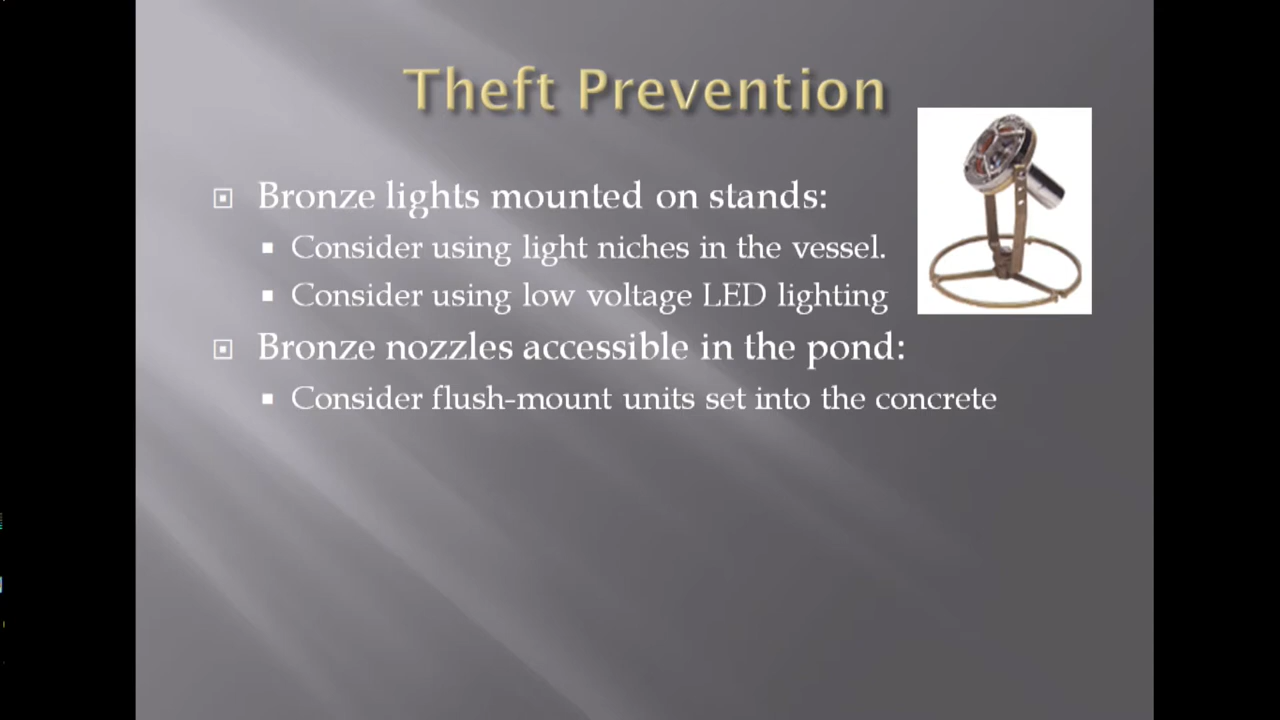 Theft Prevention
Bronze lights mounted on stands:
Consider using light niches in the vessel.
Consider using low voltage LED lighting
Bronze nozzles accessible in the pond:
Consider flush-mount units set into the concrete